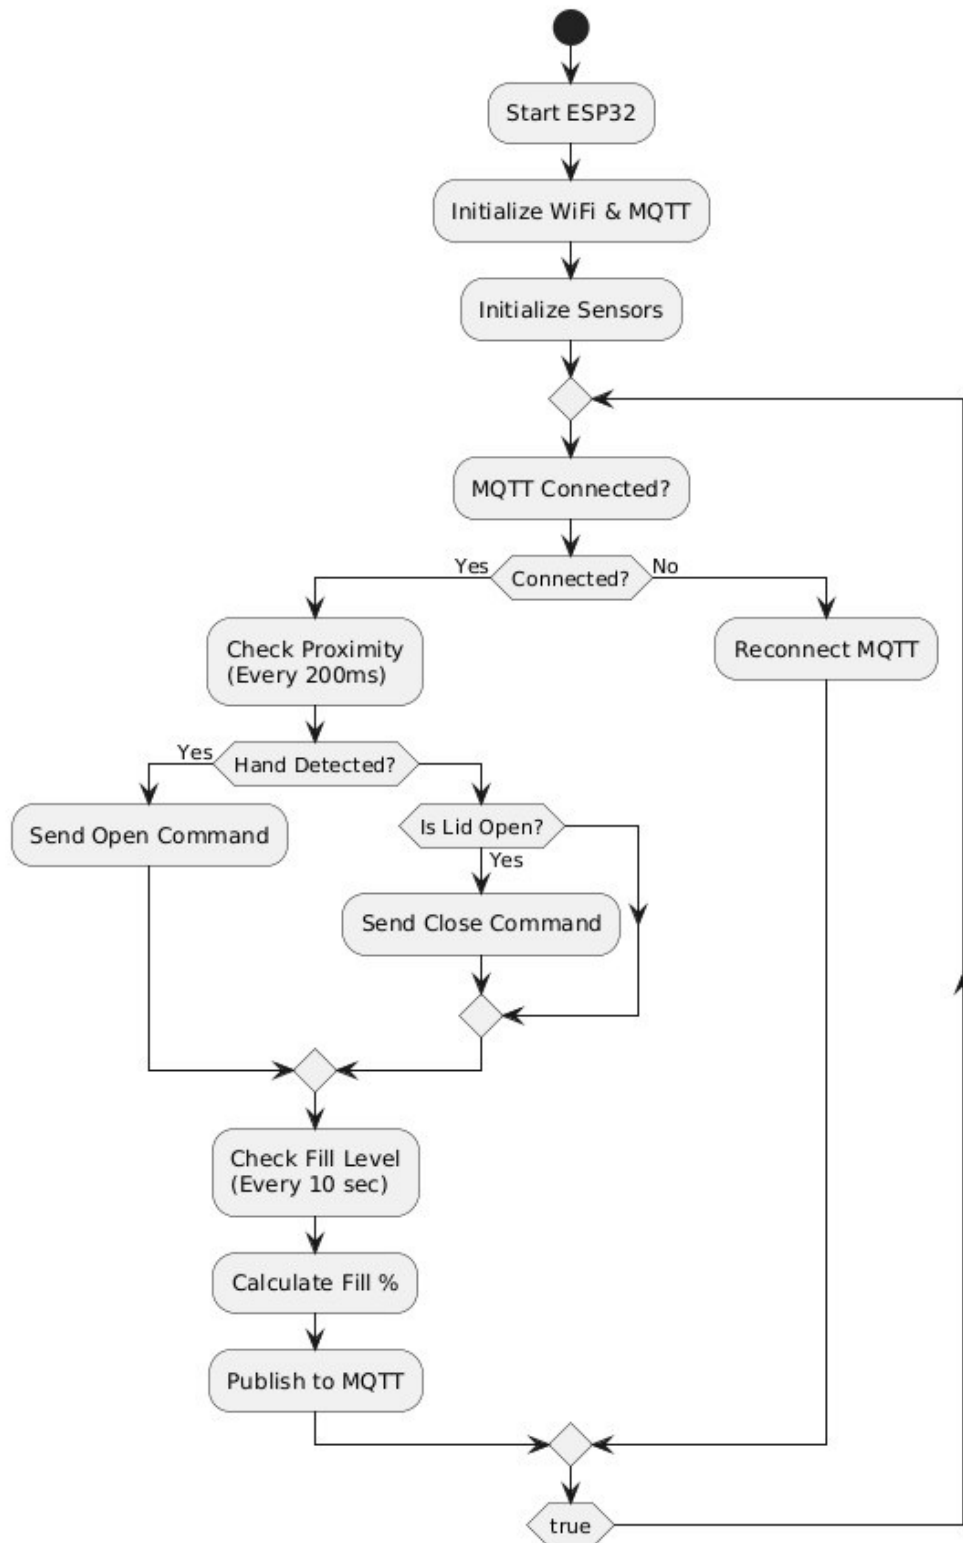 Start ESP32
Initialize WiFi & MQTT
Initialize Sensors
MQTT Connected?
Yes
Connected?
No
Check Proximity
(Every 200ms)
Reconnect MQTT
Yes
Hand Detected?
Send Open Command
Is Lid Open?
Yes
Send Close Command
Check Fill Level
(Every 10 sec)
Calculate Fill %
Publish to MQTT
true